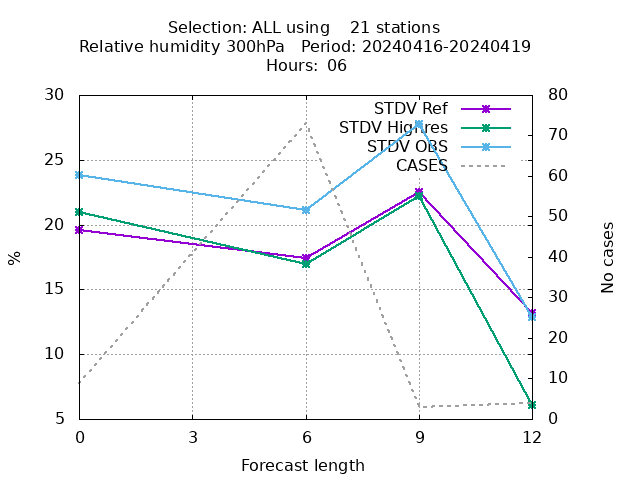 Selection: ALL using    21 stations
Relative humidity 300hPa   Period: 20240416-20240419
Hours: 06
30
80
STDV Ref
STDV Highres
STDV OBS
CASES
70
25
60
20
50
%
No cases
40
15
30
10
20
10
5
0
0
3
6
9
12
Forecast length